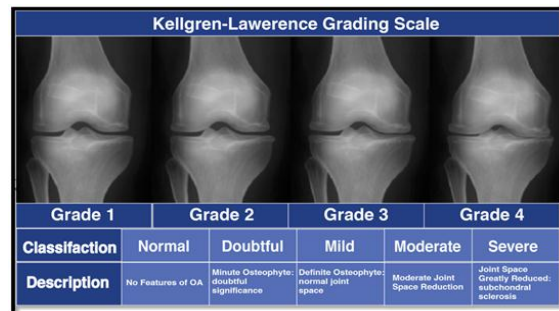 Kellgren-Lawerence Grading Scale
Grade 1 Grade 2 Grade 3 Grade 4
Classifaction Normal Doubtful Mild Moderate Severe
Description
No Features of OA
Minute Osteophyte:
doubtful
significance
Definite Osteophyte:
normal joint
space
Moderate Joint
Space Reduction
Joint Space
Greatly Reduced:
subchondral
sclerosis